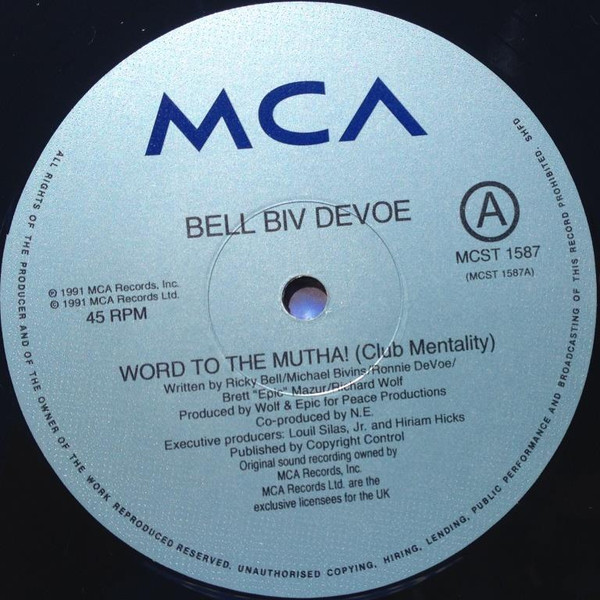 MCA
BELL BIV DEVOE
A
MCST 1587
(MCST 1587A)
℗ 1991 MCA Records, Inc.
© 1991 MCA Records Ltd.
45 RPM
WORD TO THE MUTHA! (Club Mentality)
Written by Ricky Bell/Michael Bivins/Ronnie DeVoe/
Brett "Epic" Mazur/Richard Wolf
Produced by Wolf & Epic for Peace Productions
Co-produced by N.E.
Executive producers: Louil Silas, Jr. and Hiriam Hicks
Published by Copyright Control
Original sound recording owned by
MCA Records, Inc.
MCA Records Ltd. are the
exclusive licensees for the UK
ALL RIGHTS OF THE PRODUCER AND OF THE OWNER OF THE WORK REPRODUCED RESERVED. UNAUTHORISED COPYING, HIRING, LENDING, PUBLIC PERFORMANCE AND BROADCASTING OF THIS RECORD PROHIBITED. SHFD